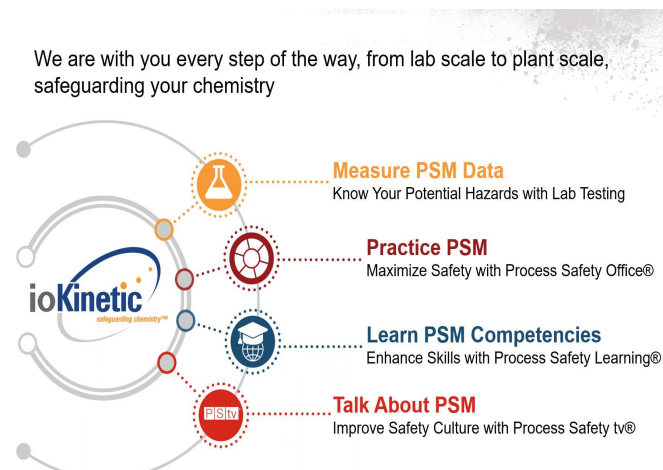 We are with you every step of the way, from lab scale to plant scale,
safeguarding your chemistry
Measure PSM Data
Know Your Potential Hazards with Lab Testing
Practice PSM
Maximize Safety with Process Safety Office®
ioKinetic
safeguarding chemistry™
Learn PSM Competencies
Enhance Skills with Process Safety Learning®
Talk About PSM
PStv
Improve Safety Culture with Process Safety tv®